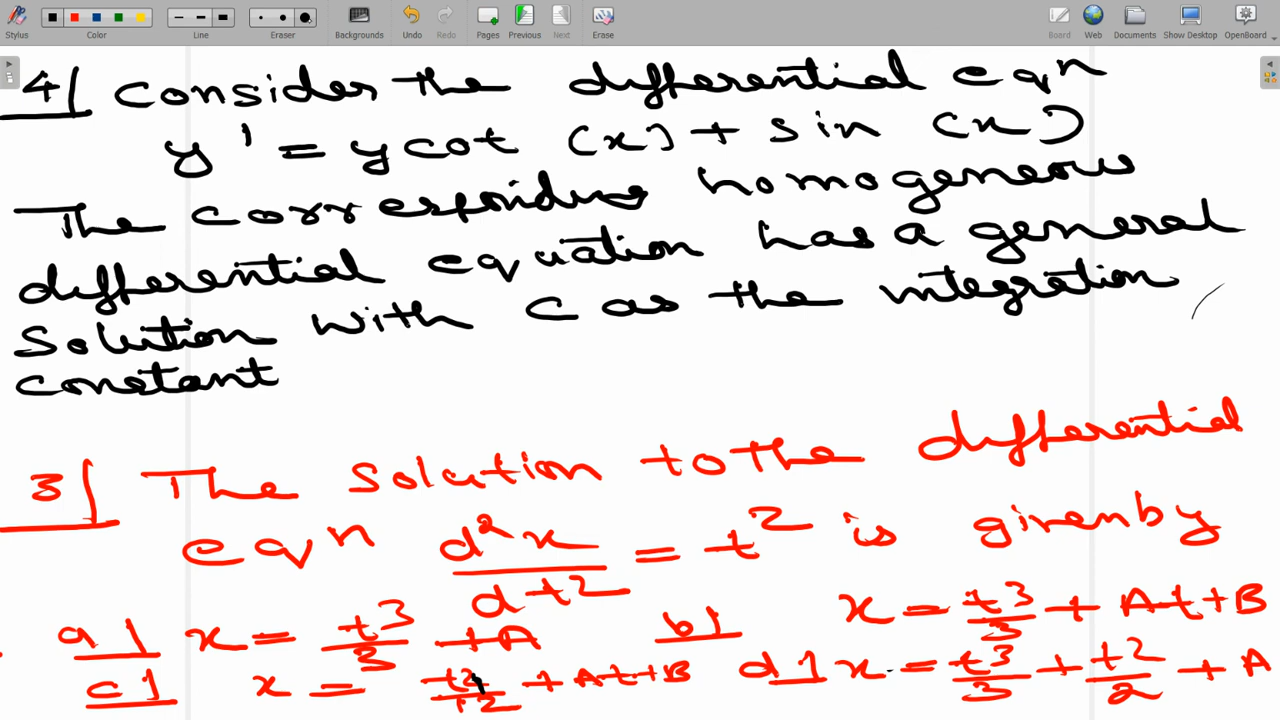 Stylus Color Line Eraser Backgrounds Undo Redo Pages Previous Next Erase Board Web Documents Show Desktop OpenBoard
4| Consider the differential eqn
y' = y cot (x) + sin (x)
The corresponding homogeneous
differential equation has a general
Solution with C as the integration
constant
3| The Solution to the differential
eqn d²x/dt² = t² is given by
a) x = t³/3 + A b) x = t³/3 + At + B
c) x = t⁴/12 + At + B d) x = t³/3 + t²/2 + A